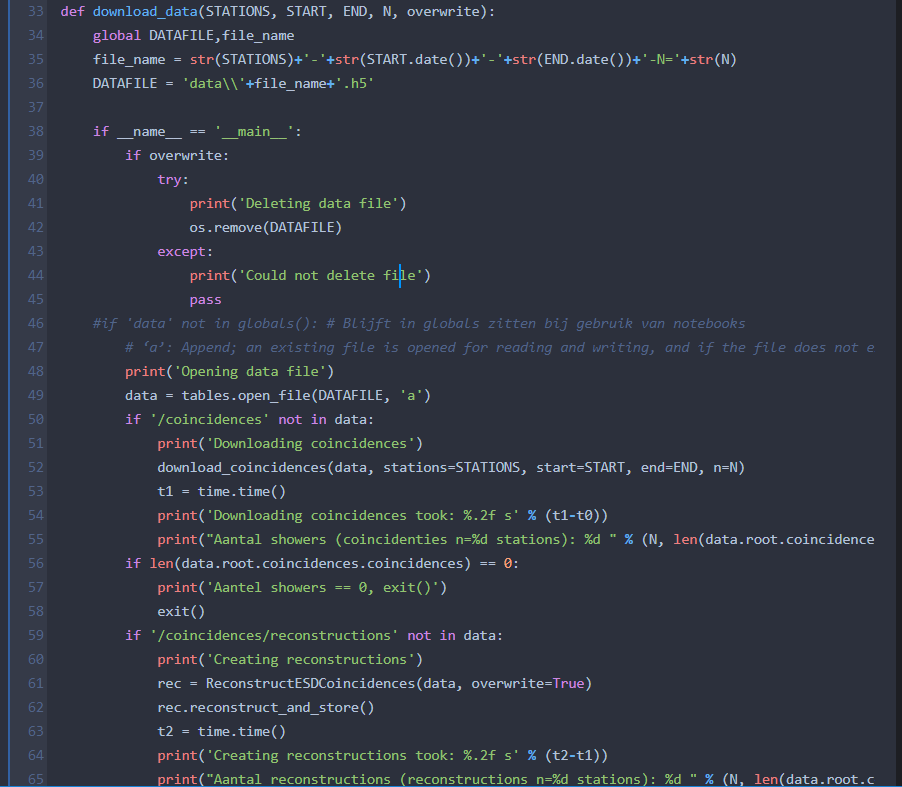 33 def download_data(STATIONS, START, END, N, overwrite):
34     global DATAFILE,file_name
35     file_name = str(STATIONS)+'-'+str(START.date())+'-'+str(END.date())+'-N='+str(N)
36     DATAFILE = 'data\\'+file_name+'.h5'
37
38     if __name__ == '__main__':
39         if overwrite:
40             try:
41                 print('Deleting data file')
42                 os.remove(DATAFILE)
43             except:
44                 print('Could not delete file')
45                 pass
46     #if 'data' not in globals(): # Blijft in globals zitten bij gebruik van notebooks
47         # ‘a’: Append; an existing file is opened for reading and writing, and if the file does not e
48         print('Opening data file')
49         data = tables.open_file(DATAFILE, 'a')
50         if '/coincidences' not in data:
51             print('Downloading coincidences')
52             download_coincidences(data, stations=STATIONS, start=START, end=END, n=N)
53             t1 = time.time()
54             print('Downloading coincidences took: %.2f s' % (t1-t0))
55             print("Aantal showers (coincidenties n=%d stations): %d " % (N, len(data.root.coincidence
56         if len(data.root.coincidences.coincidences) == 0:
57             print('Aantel showers == 0, exit()')
58             exit()
59         if '/coincidences/reconstructions' not in data:
60             print('Creating reconstructions')
61             rec = ReconstructESDCoincidences(data, overwrite=True)
62             rec.reconstruct_and_store()
63             t2 = time.time()
64             print('Creating reconstructions took: %.2f s' % (t2-t1))
65             print("Aantal reconstructions (reconstructions n=%d stations): %d " % (N, len(data.root.c